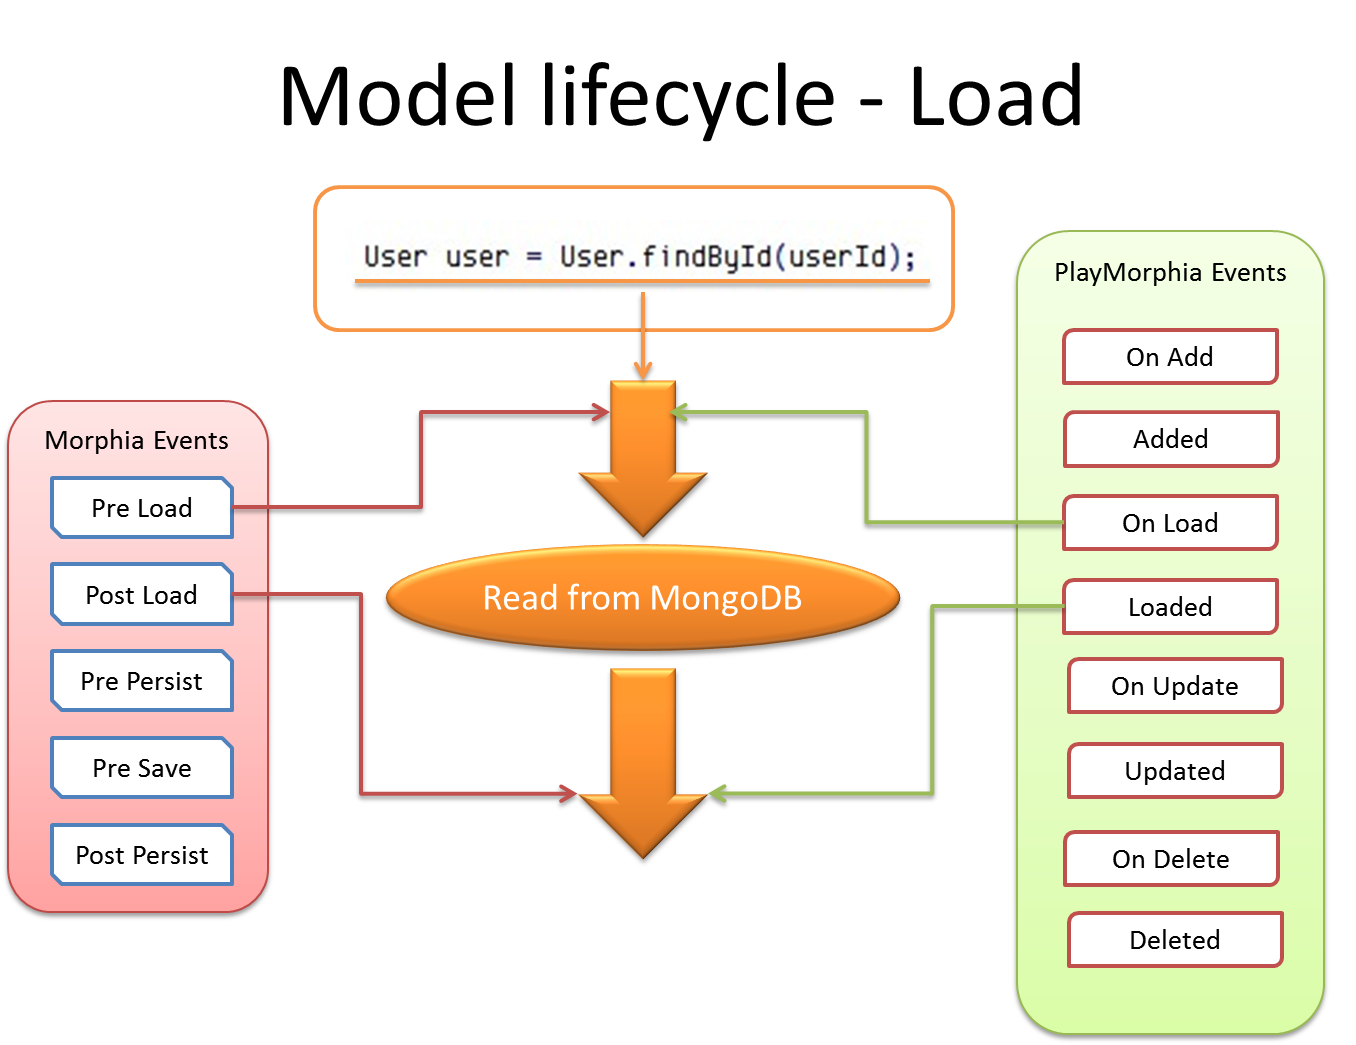 Model lifecycle - Load
User user = User.findById(userId);
Morphia Events
Pre Load
Post Load
Pre Persist
Pre Save
Post Persist
Read from MongoDB
PlayMorphia Events
On Add
Added
On Load
Loaded
On Update
Updated
On Delete
Deleted